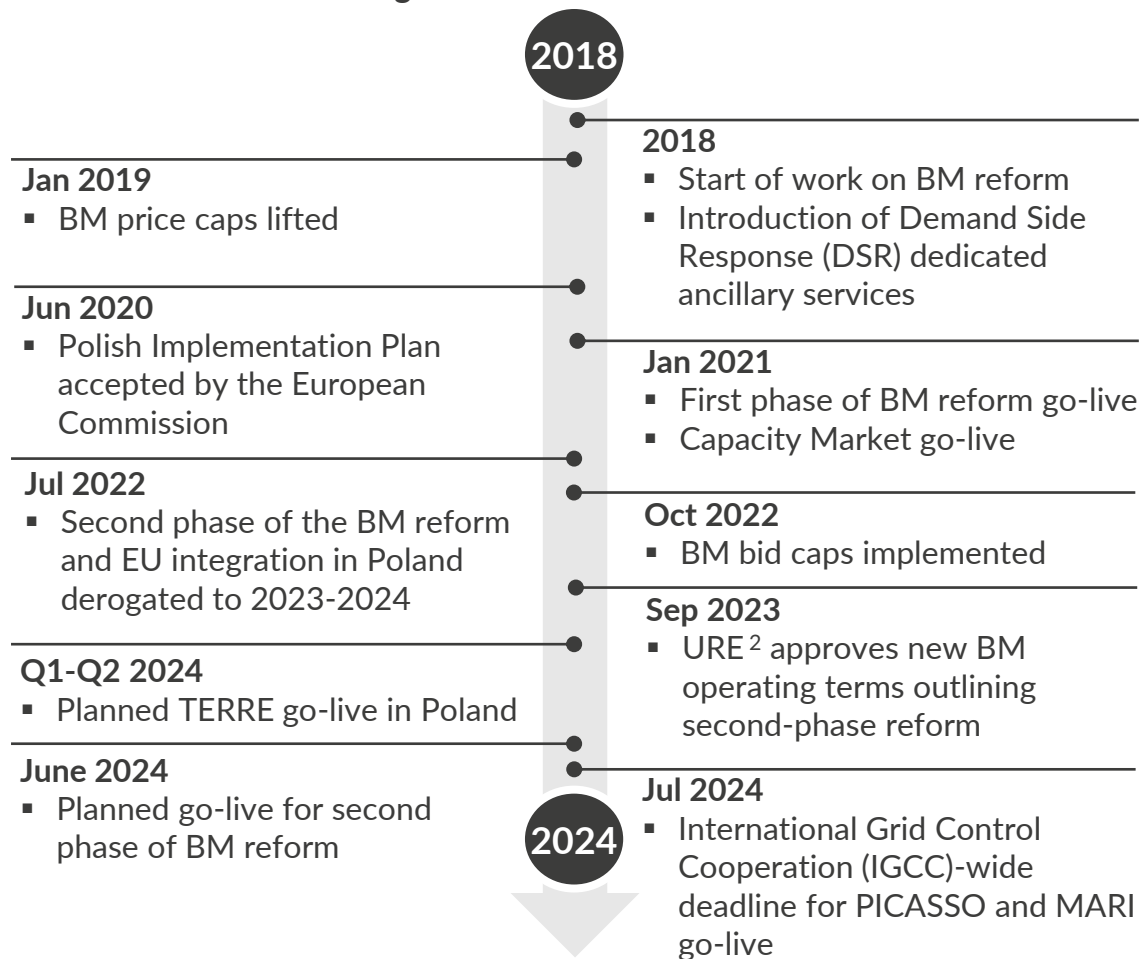 2018
2018
▪ Start of work on BM reform
▪ Introduction of Demand Side
Response (DSR) dedicated
ancillary services
Jan 2019
▪ BM price caps lifted
Jun 2020
▪ Polish Implementation Plan
accepted by the European
Commission
Jan 2021
▪ First phase of BM reform go-live
▪ Capacity Market go-live
Jul 2022
▪ Second phase of the BM reform
and EU integration in Poland
derogated to 2023-2024
Oct 2022
▪ BM bid caps implemented
Sep 2023
▪ URE² approves new BM
operating terms outlining
second-phase reform
Q1-Q2 2024
▪ Planned TERRE go-live in Poland
June 2024
▪ Planned go-live for second
phase of BM reform
Jul 2024
▪ International Grid Control
Cooperation (IGCC)-wide
deadline for PICASSO and MARI
go-live
2024